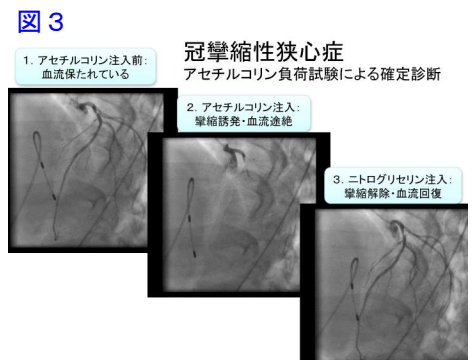 図３
冠攣縮性狭心症
アセチルコリン負荷試験による確定診断
1. アセチルコリン注入前:
血流保たれている
2. アセチルコリン注入:
攣縮誘発・血流途絶
3. ニトログリセリン注入:
攣縮解除・血流回復